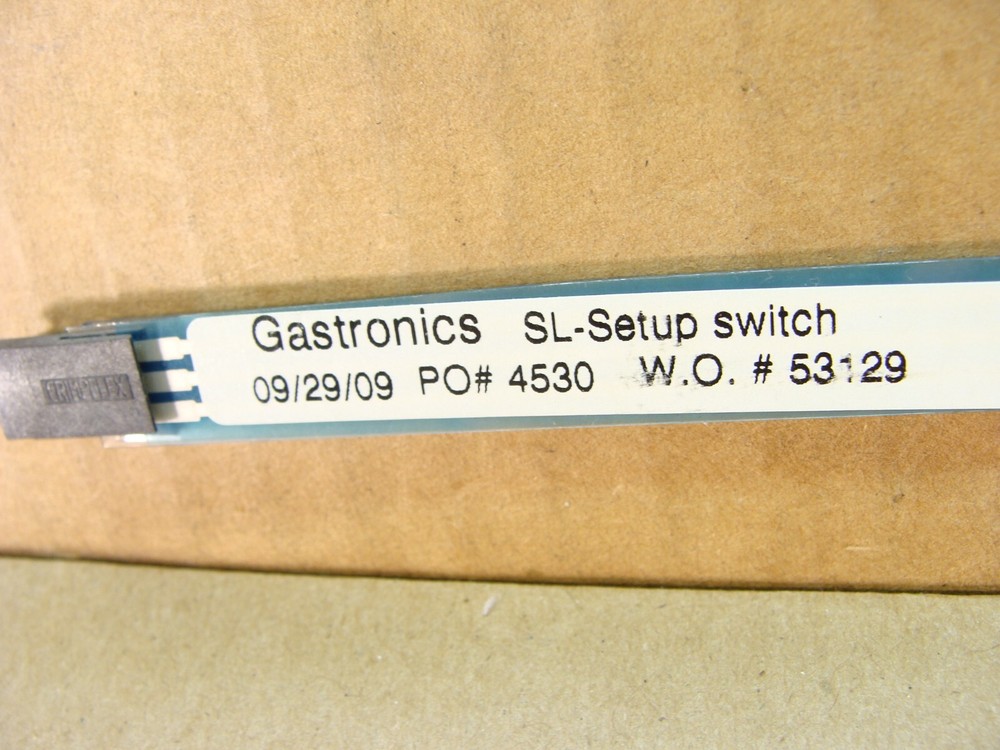 Gastronics SL-Setup switch
09/29/09 PO# 4530 W.O. # 53129